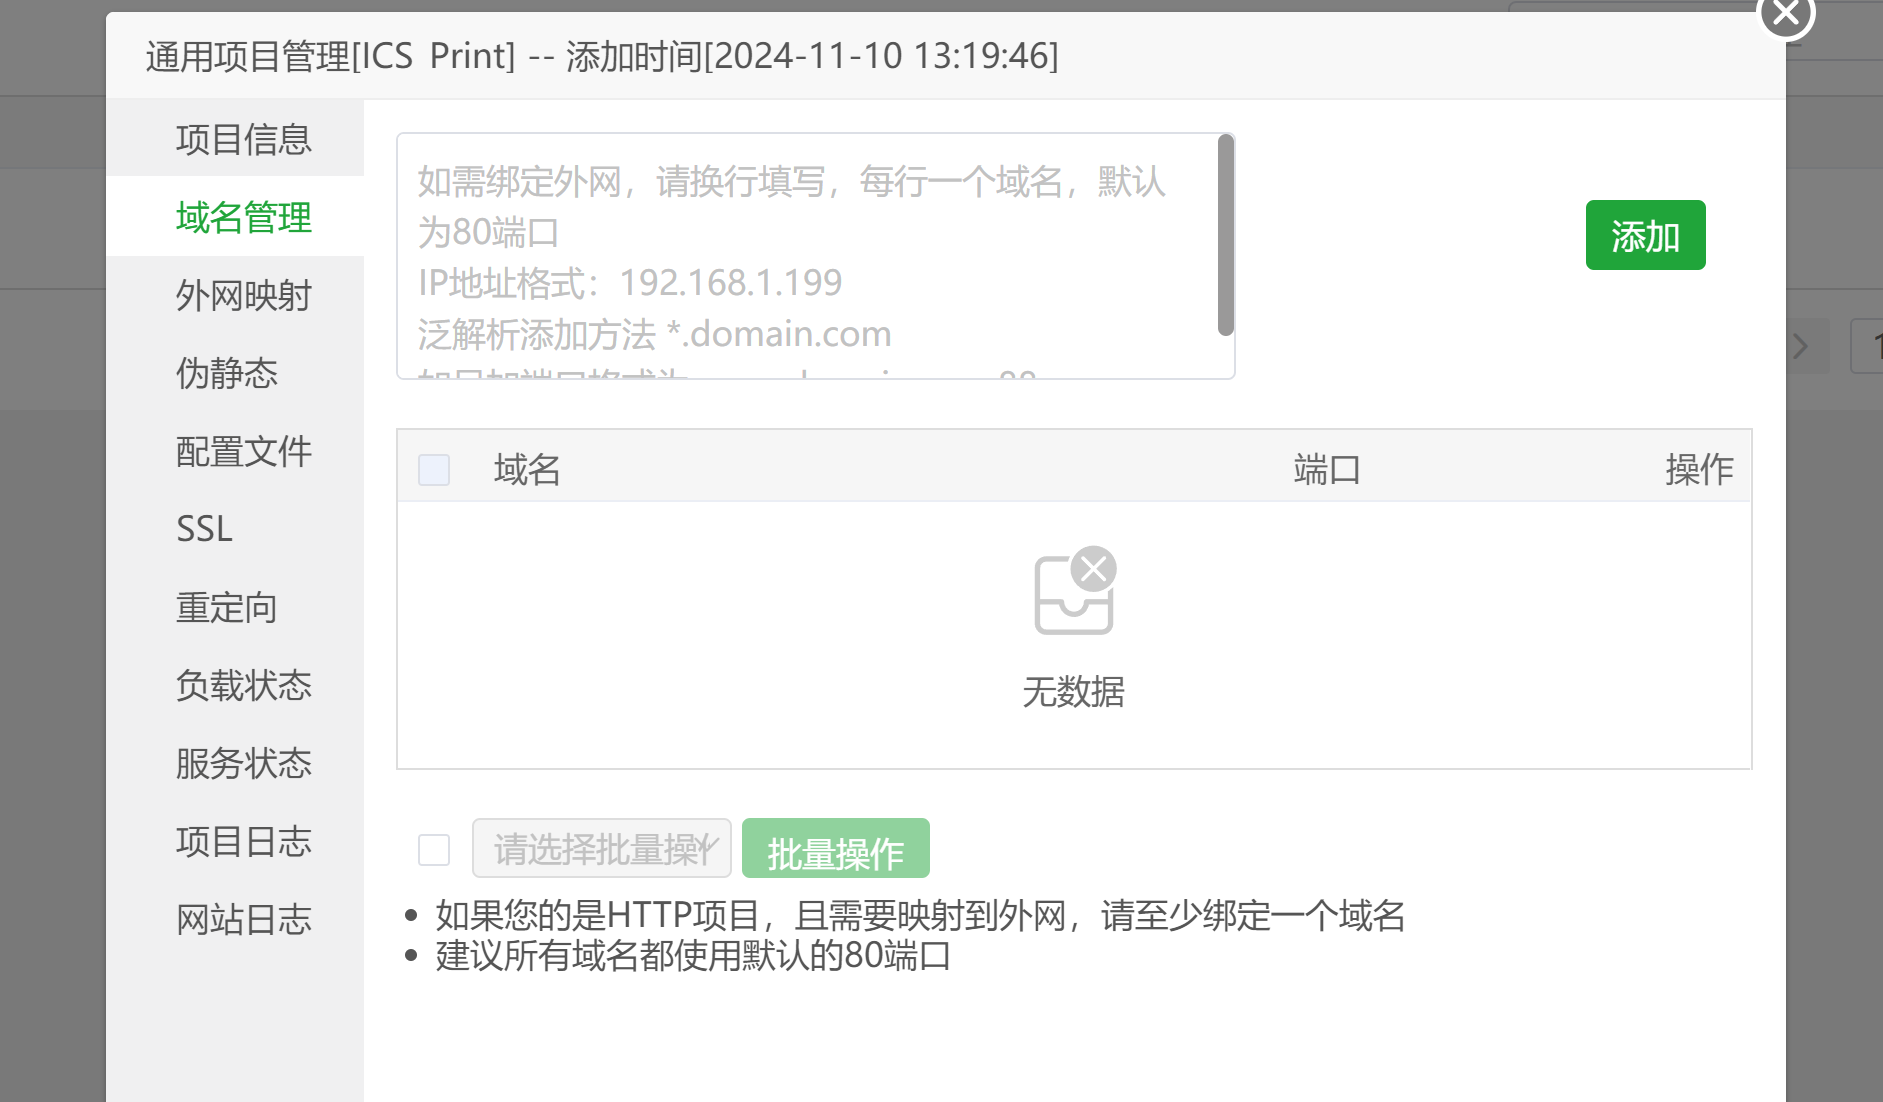 通用项目管理[ICS_Print] -- 添加时间[2024-11-10 13:19:46]
项目信息
域名管理
外网映射
伪静态
配置文件
SSL
重定向
负载状态
服务状态
项目日志
网站日志
如需绑定外网，请换行填写，每行一个域名，默认
为80端口
IP地址格式：192.168.1.199
泛解析添加方法 *.domain.com
添加
域名
端口
操作
无数据
请选择批量操作
批量操作
如果您的是HTTP项目，且需要映射到外网，请至少绑定一个域名
建议所有域名都使用默认的80端口